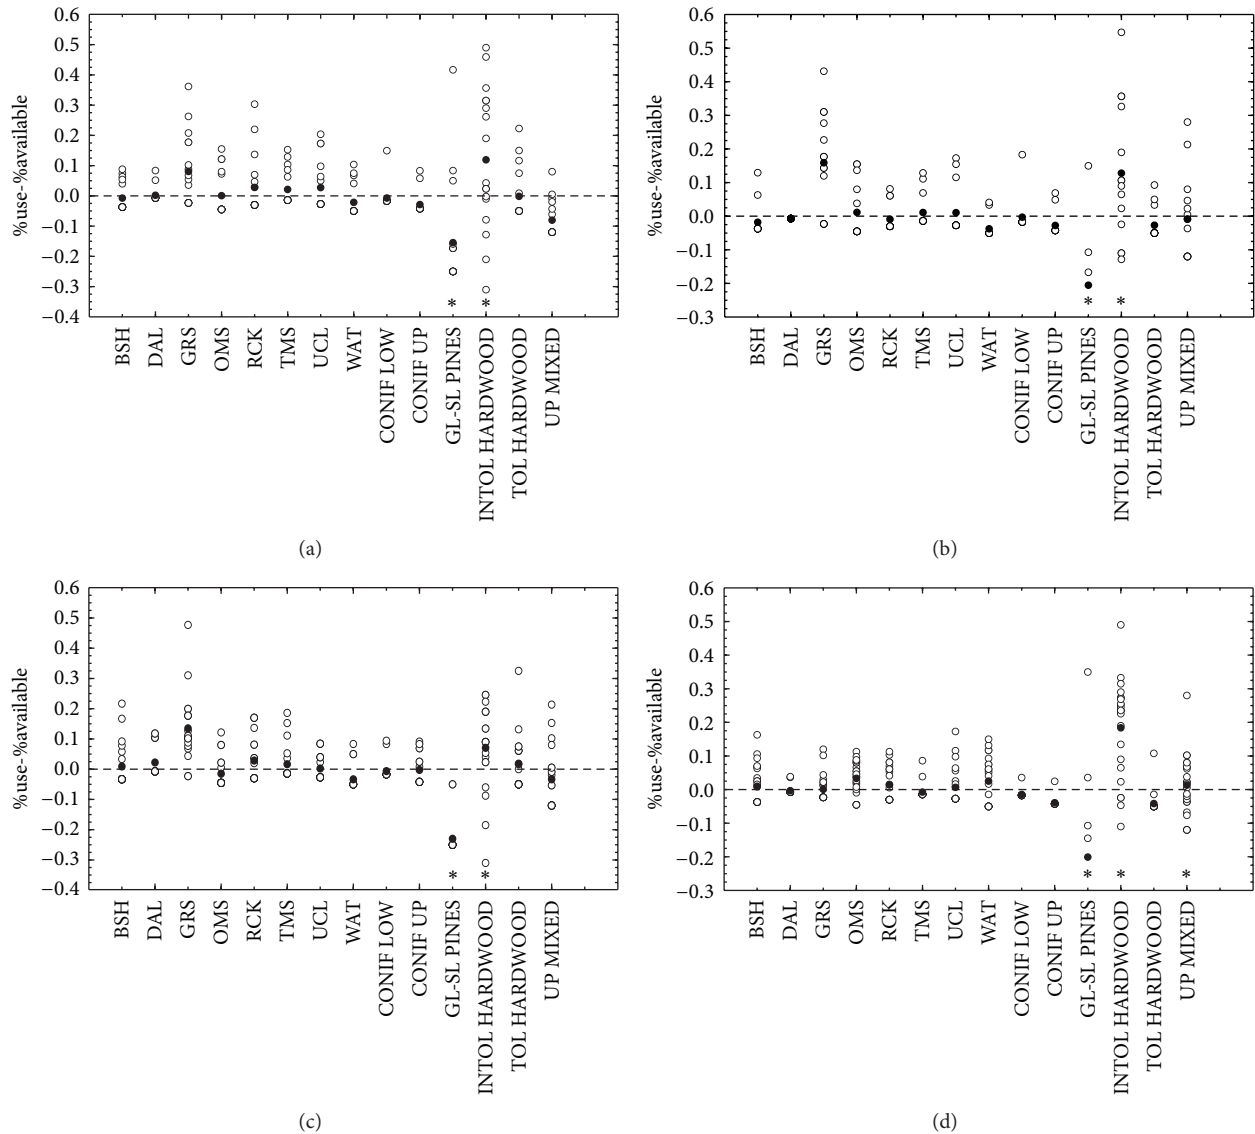 0.6
0.5
0.4
0.3
0.2
0.1
0.0
−0.1
−0.2
−0.3
−0.4
%use-%available
* *
BSH
DAL
GRS
OMS
RCK
TMS
UCL
WAT
CONIF LOW
CONIF UP
GL-SL PINES
INTOL HARDWOOD
TOL HARDWOOD
UP MIXED
(a)
0.6
0.5
0.4
0.3
0.2
0.1
0.0
−0.1
−0.2
−0.3
%use-%available
* *
BSH
DAL
GRS
OMS
RCK
TMS
UCL
WAT
CONIF LOW
CONIF UP
GL-SL PINES
INTOL HARDWOOD
TOL HARDWOOD
UP MIXED
(b)
0.6
0.5
0.4
0.3
0.2
0.1
0.0
−0.1
−0.2
−0.3
−0.4
%use-%available
* *
BSH
DAL
GRS
OMS
RCK
TMS
UCL
WAT
CONIF LOW
CONIF UP
GL-SL PINES
INTOL HARDWOOD
TOL HARDWOOD
UP MIXED
(c)
0.6
0.5
0.4
0.3
0.2
0.1
0.0
−0.1
−0.2
−0.3
%use-%available
* * *
BSH
DAL
GRS
OMS
RCK
TMS
UCL
WAT
CONIF LOW
CONIF UP
GL-SL PINES
INTOL HARDWOOD
TOL HARDWOOD
UP MIXED
(d)